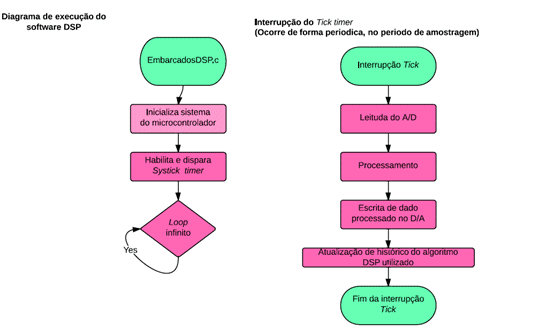 Diagrama de execução do
software DSP
EmbarcadosDSP,c
Inicializa sistema
do microcontrolador
Habilita e dispara
Systick timer
Loop
infinito
Yes
Interrupção do Tick timer
(Ocorre de forma periodica, no periodo de amostragem)
Interrupção Tick
Leituda do A/D
Processamento
Escrita de dado
processado no D/A
Atualização de histórico do algoritmo
DSP utilizado
Fim da interrupção
Tick